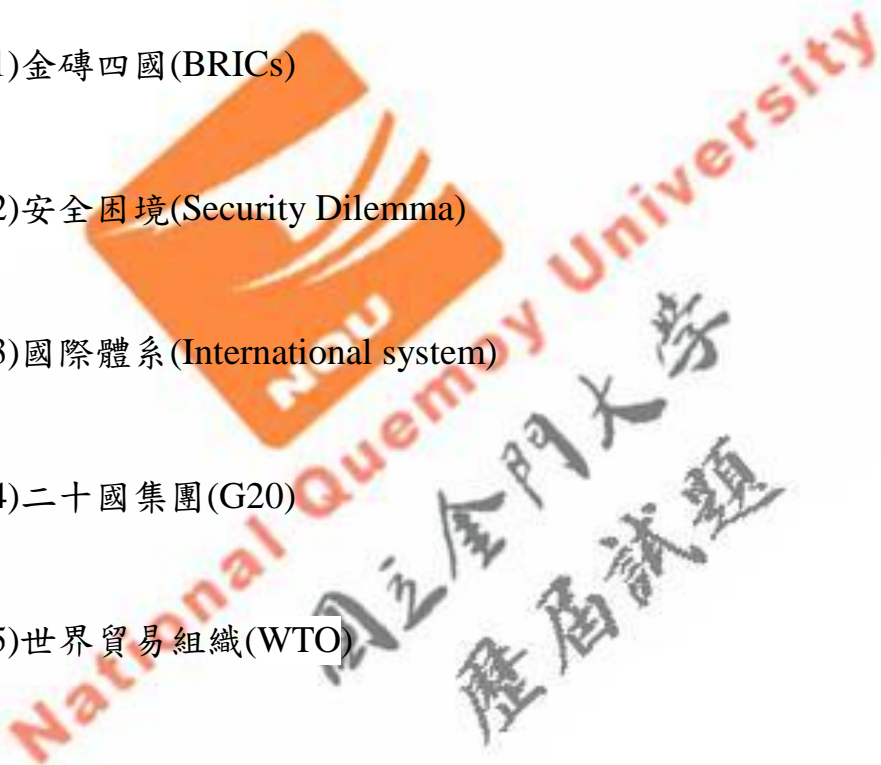 1)金磚四國(BRICs)
2)安全困境(Security Dilemma)
3)國際體系(International system)
4)二十國集團(G20)
5)世界貿易組織(WTO)
NQU
National Quemoy University
國立金門大學
歷屆試題